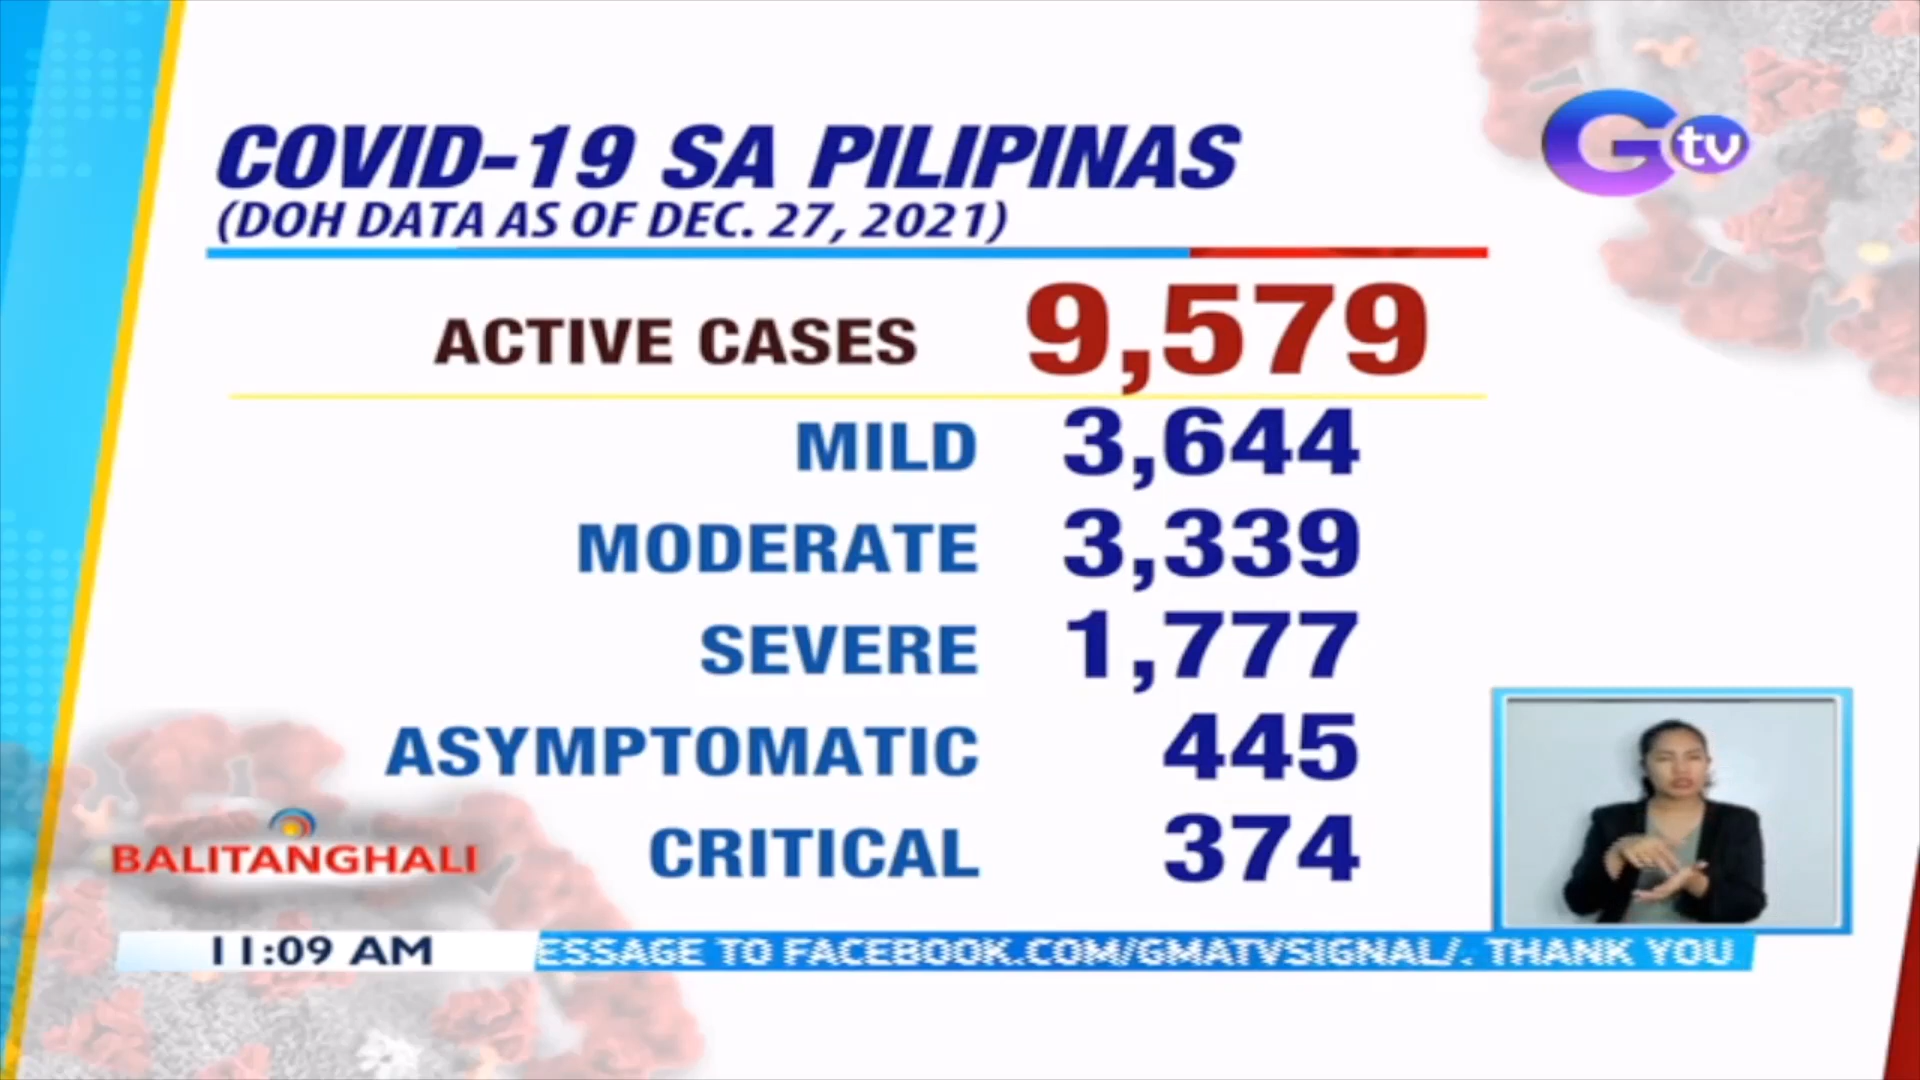 COVID-19 SA PILIPINAS
(DOH DATA AS OF DEC. 27, 2021)
Gtv
ACTIVE CASES 9,579
MILD 3,644
MODERATE 3,339
SEVERE 1,777
ASYMPTOMATIC 445
CRITICAL 374
BALITANGHALI
11:09 AM
ESSAGE TO FACEBOOK.COM/GMATVSIGNAL/. THANK YOU